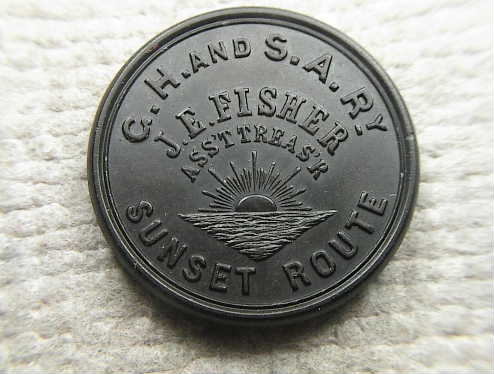 G. H. AND S. A. RY
J. E. FISHER
ASS'T TREAS'R
SUNSET ROUTE